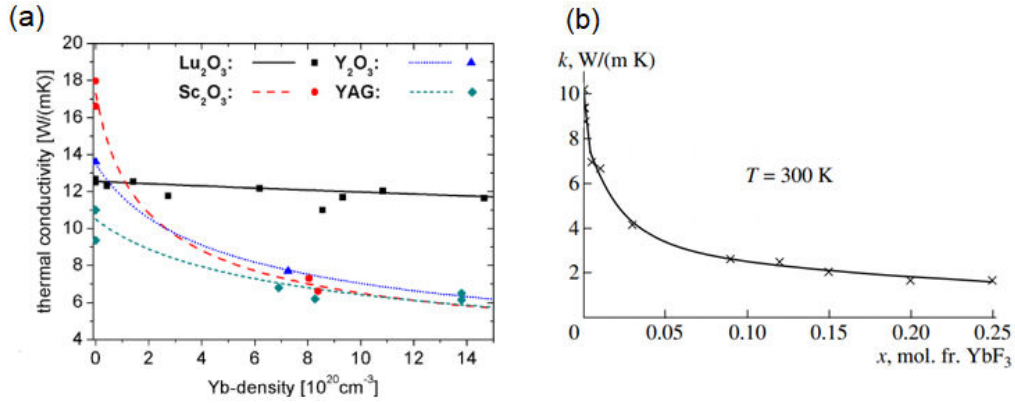 (a)
20
18
16
14
12
10
8
6
4
thermal conductivity [W/(mK)]
Lu₂O₃: Y₂O₃:
Sc₂O₃: YAG:
0 2 4 6 8 10 12 14
Yb-density [10²⁰cm⁻³]
(b)
k, W/(m K)
10
8
6
4
2
T = 300 K
0 0.05 0.10 0.15 0.20 0.25
x, mol. fr. YbF₃